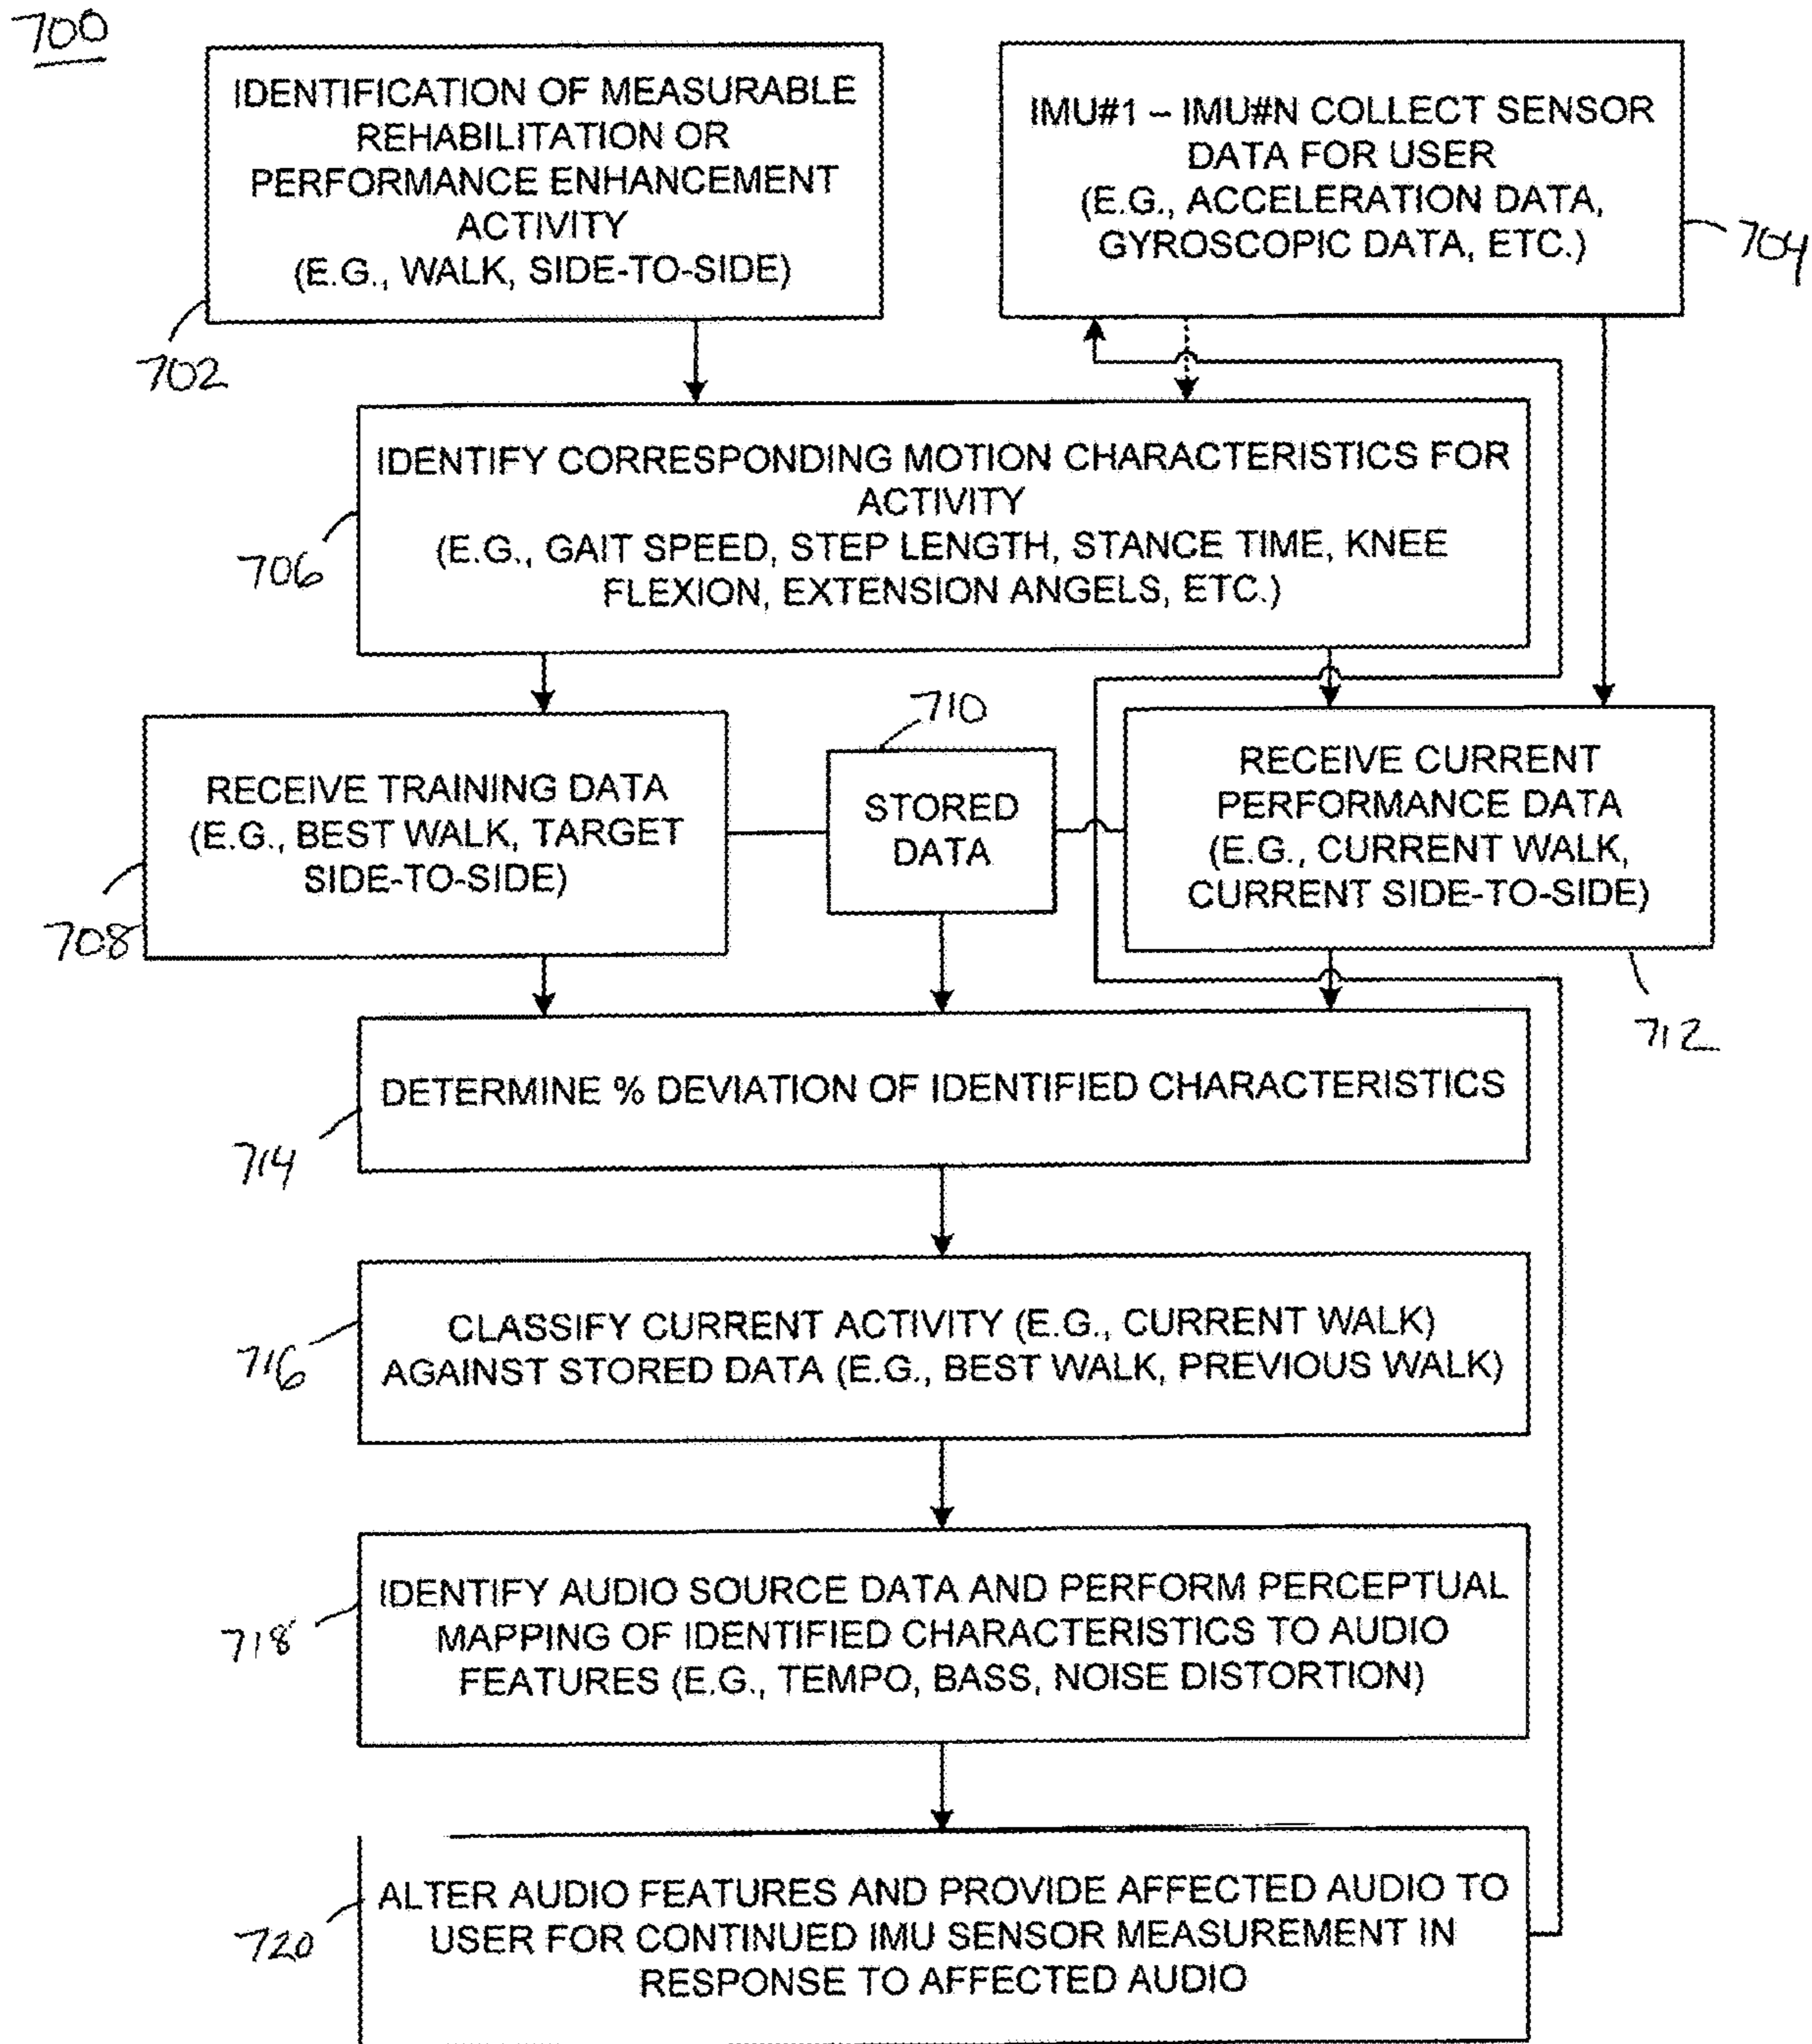 700
IDENTIFICATION OF MEASURABLE
REHABILITATION OR
PERFORMANCE ENHANCEMENT
ACTIVITY
(E.G., WALK, SIDE-TO-SIDE)
702
IMU#1 – IMU#N COLLECT SENSOR
DATA FOR USER
(E.G., ACCELERATION DATA,
GYROSCOPIC DATA, ETC.)
704
IDENTIFY CORRESPONDING MOTION CHARACTERISTICS FOR
ACTIVITY
(E.G., GAIT SPEED, STEP LENGTH, STANCE TIME, KNEE
FLEXION, EXTENSION ANGELS, ETC.)
706
RECEIVE TRAINING DATA
(E.G., BEST WALK, TARGET
SIDE-TO-SIDE)
708
710
STORED
DATA
RECEIVE CURRENT
PERFORMANCE DATA
(E.G., CURRENT WALK,
CURRENT SIDE-TO-SIDE)
712
DETERMINE % DEVIATION OF IDENTIFIED CHARACTERISTICS
714
CLASSIFY CURRENT ACTIVITY (E.G., CURRENT WALK)
AGAINST STORED DATA (E.G., BEST WALK, PREVIOUS WALK)
716
IDENTIFY AUDIO SOURCE DATA AND PERFORM PERCEPTUAL
MAPPING OF IDENTIFIED CHARACTERISTICS TO AUDIO
FEATURES (E.G., TEMPO, BASS, NOISE DISTORTION)
718
ALTER AUDIO FEATURES AND PROVIDE AFFECTED AUDIO TO
USER FOR CONTINUED IMU SENSOR MEASUREMENT IN
RESPONSE TO AFFECTED AUDIO
720